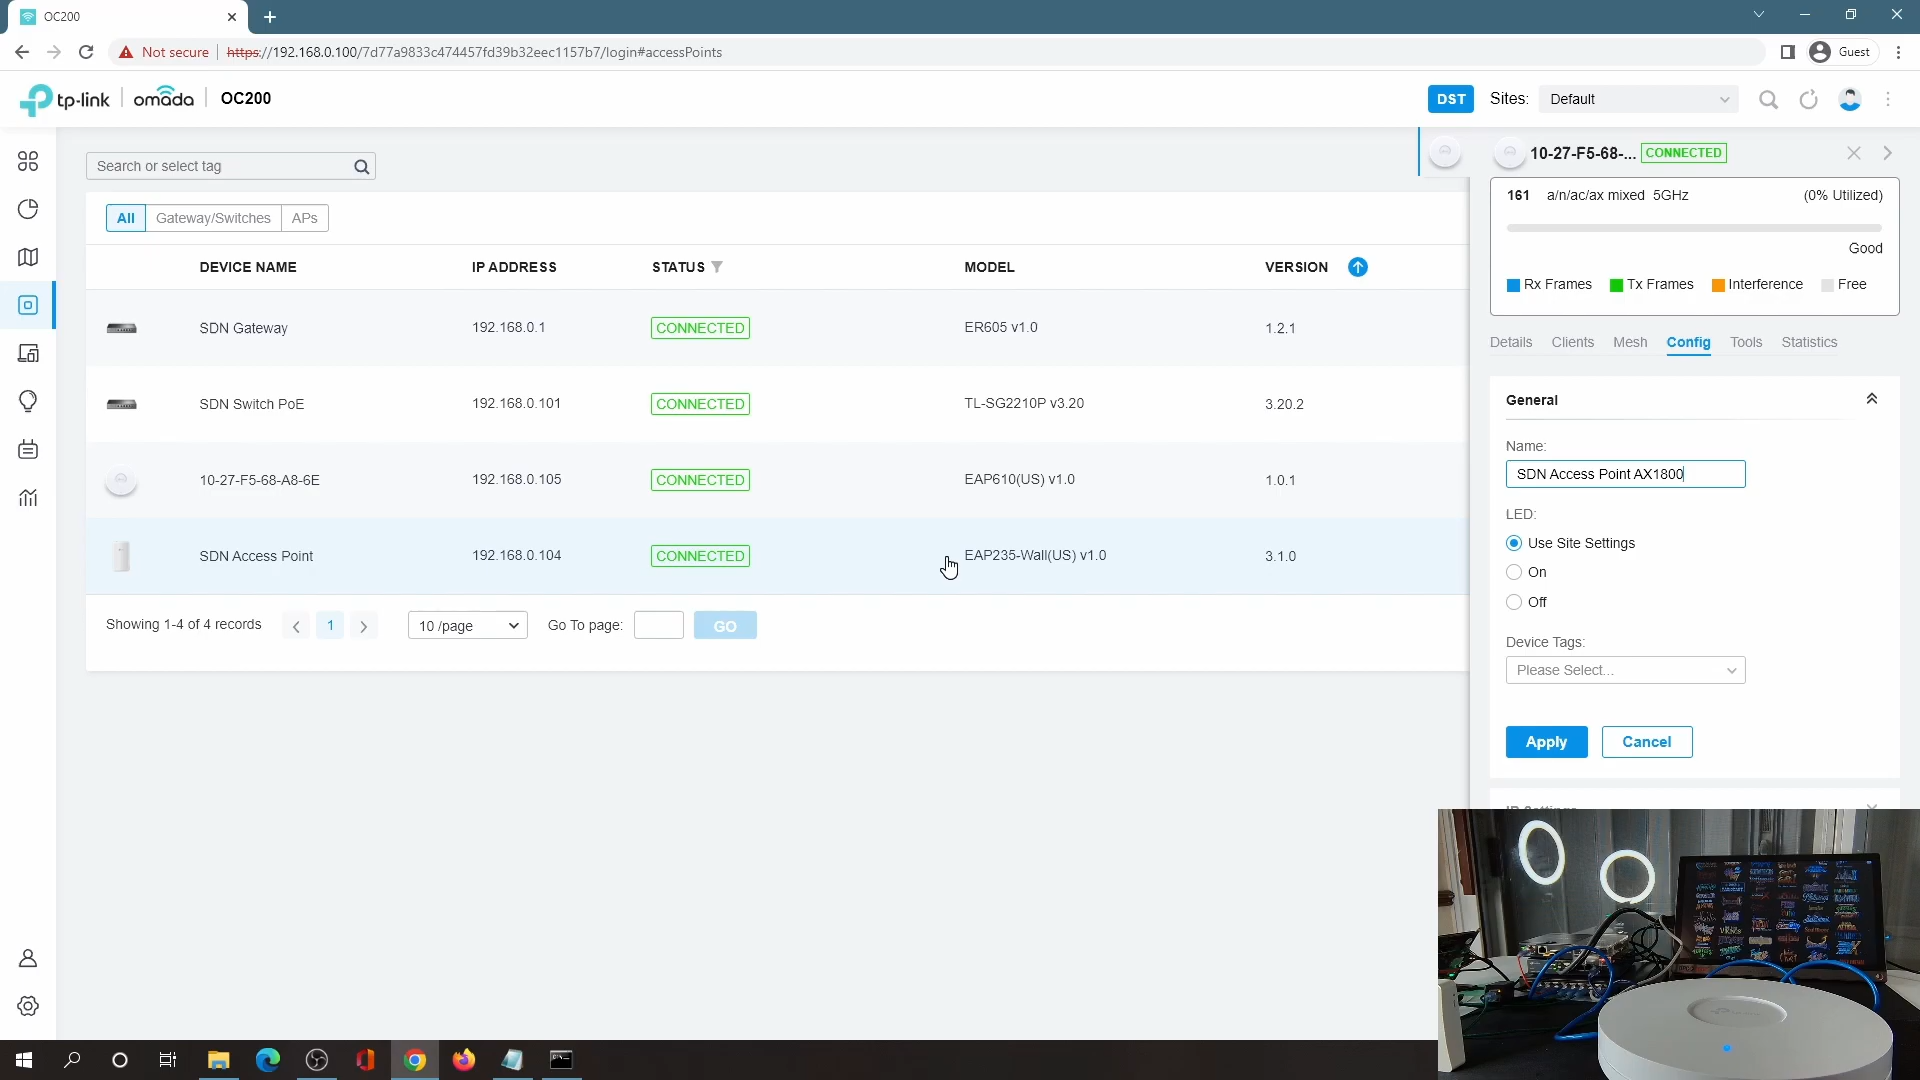 OC200
Not secure
https://192.168.0.100/7d77a9833c474457fd39b32eec1157b7/login#accessPoints
Guest
tp-link
omada
OC200
DST
Sites:
Default
Search or select tag
All
Gateway/Switches
APs
DEVICE NAME
IP ADDRESS
STATUS
MODEL
VERSION
SDN Gateway
192.168.0.1
CONNECTED
ER605 v1.0
1.2.1
SDN Switch PoE
192.168.0.101
CONNECTED
TL-SG2210P v3.20
3.20.2
10-27-F5-68-A8-6E
192.168.0.105
CONNECTED
EAP610(US) v1.0
1.0.1
SDN Access Point
192.168.0.104
CONNECTED
EAP235-Wall(US) v1.0
3.1.0
Showing 1-4 of 4 records
1
10 /page
Go To page:
GO
10-27-F5-68-...
CONNECTED
161 a/n/ac/ax mixed 5GHz (0% Utilized)
Good
Rx Frames
Tx Frames
Interference
Free
Details
Clients
Mesh
Config
Tools
Statistics
General
Name:
SDN Access Point AX1800
LED:
Use Site Settings
On
Off
Device Tags:
Please Select...
Apply
Cancel